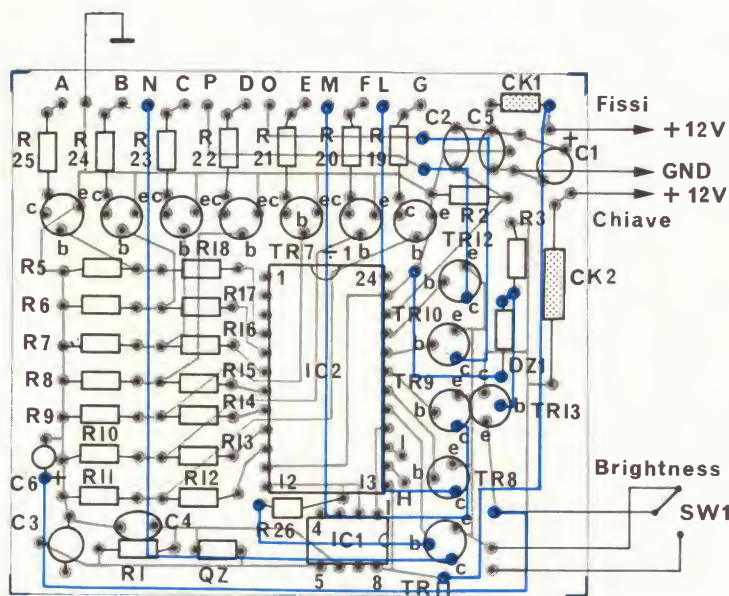 A B N C P D O E M F L G
CK1
Fissi
+12V
GND
+12V
Chiave
R 25
R 24
R 23
R 22
R 21
R 20
R 19
C2 C5
+
C1
c e c e c e c e c e c e c e
b b b b b b b
R2
R3
TR12
R5
R18
TR7÷1
R6
R17
1 24
e
b
c
CK2
R7
R16
TR10
e
b
c
R8
R15
IC2
DZ1
R9
R14
TR9
e
b
c
c
b
e
TR13
R10
R13
I
e
b
c
TR8
R11
R12
12 13
H
C6
+
Brightness
SW1
C3
C4
R26
4 1
IC1
e
b
c
R1
QZ
5 8
TR11